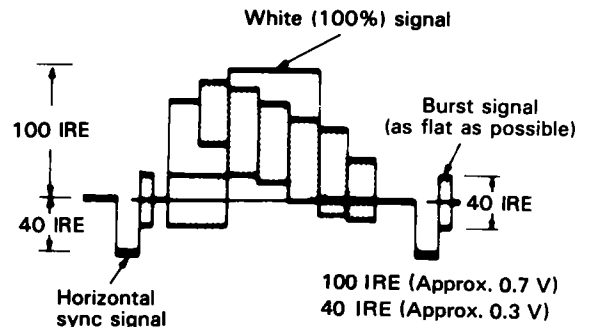 White (100%) signal
100 IRE
Burst signal
(as flat as possible)
40 IRE
40 IRE
Horizontal
sync signal
100 IRE (Approx. 0.7 V)
40 IRE (Approx. 0.3 V)